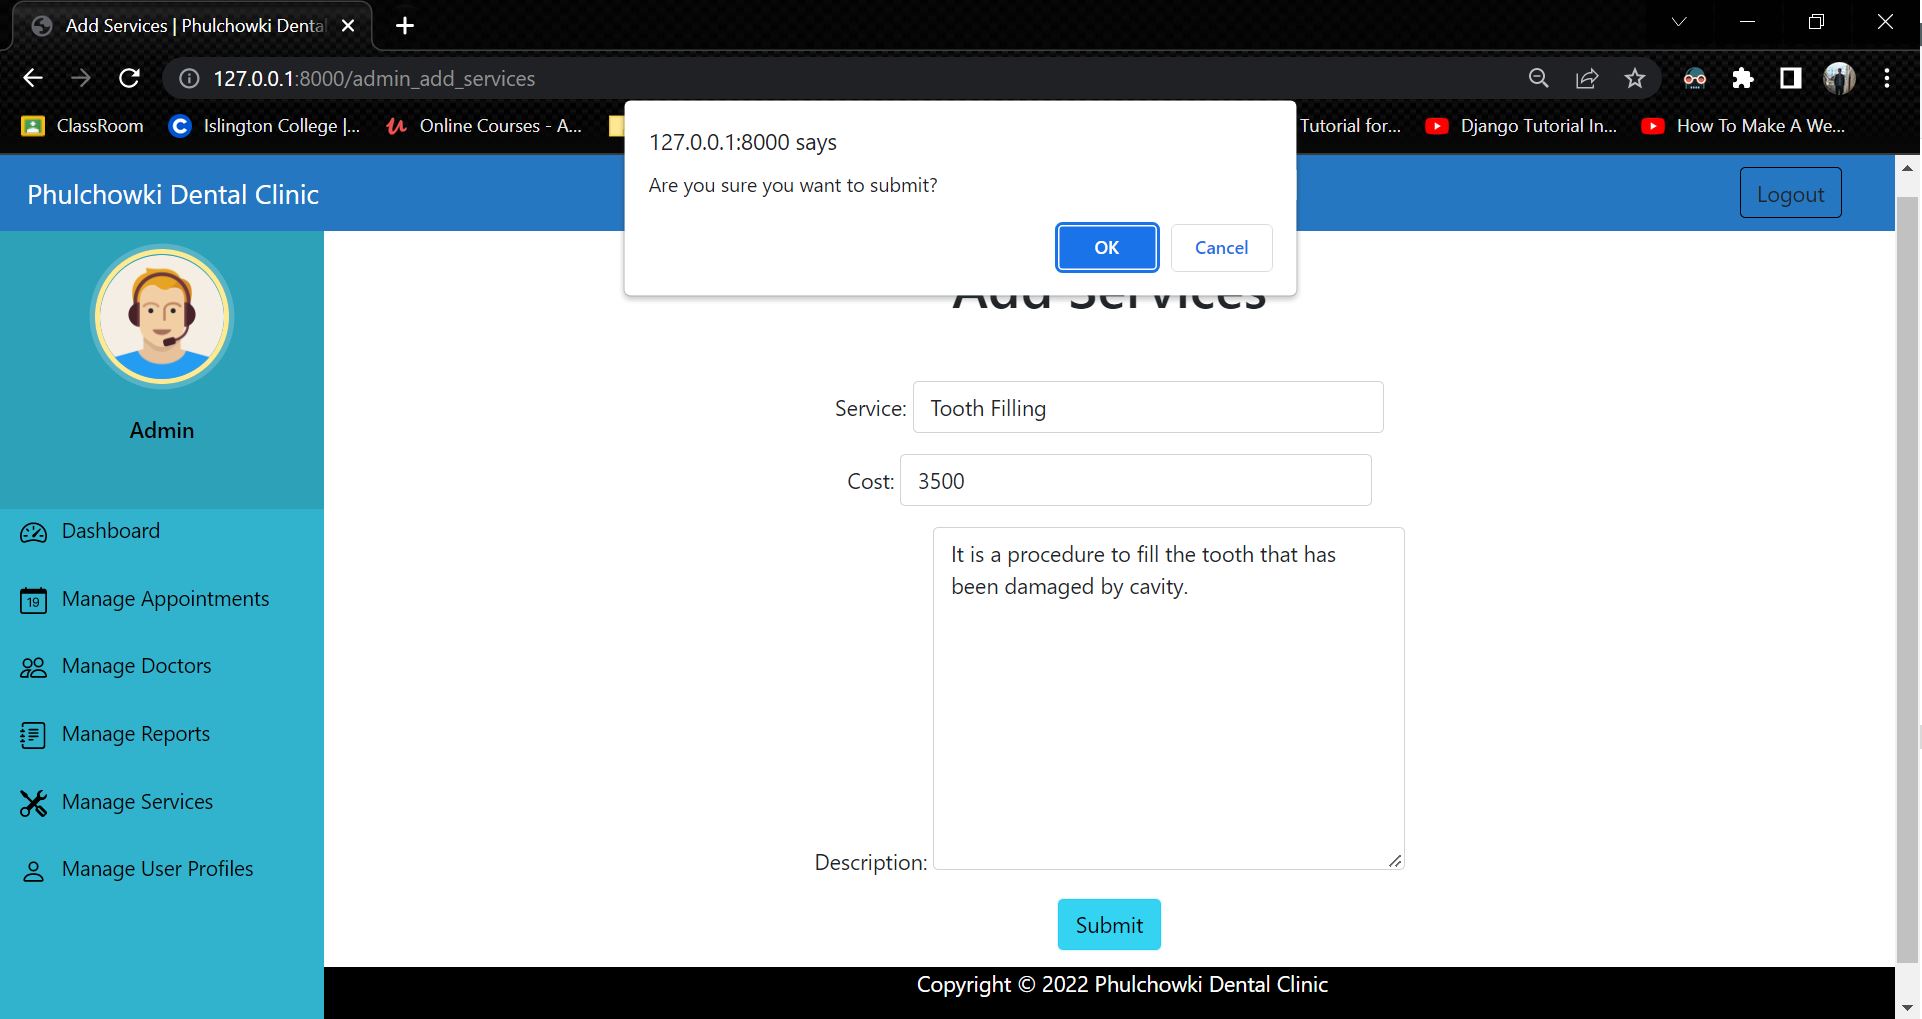 Add Services | Phulchowki Denta
127.0.0.1:8000/admin_add_services
ClassRoom
Islington College |...
Online Courses - A...
Tutorial for...
Django Tutorial In...
How To Make A We...
127.0.0.1:8000 says
Are you sure you want to submit?
OK
Cancel
Phulchowki Dental Clinic
Logout
Admin
Dashboard
19
Manage Appointments
Manage Doctors
Manage Reports
Manage Services
Manage User Profiles
Add Services
Service: Tooth Filling
Cost: 3500
It is a procedure to fill the tooth that has
been damaged by cavity.
Description:
Submit
Copyright © 2022 Phulchowki Dental Clinic